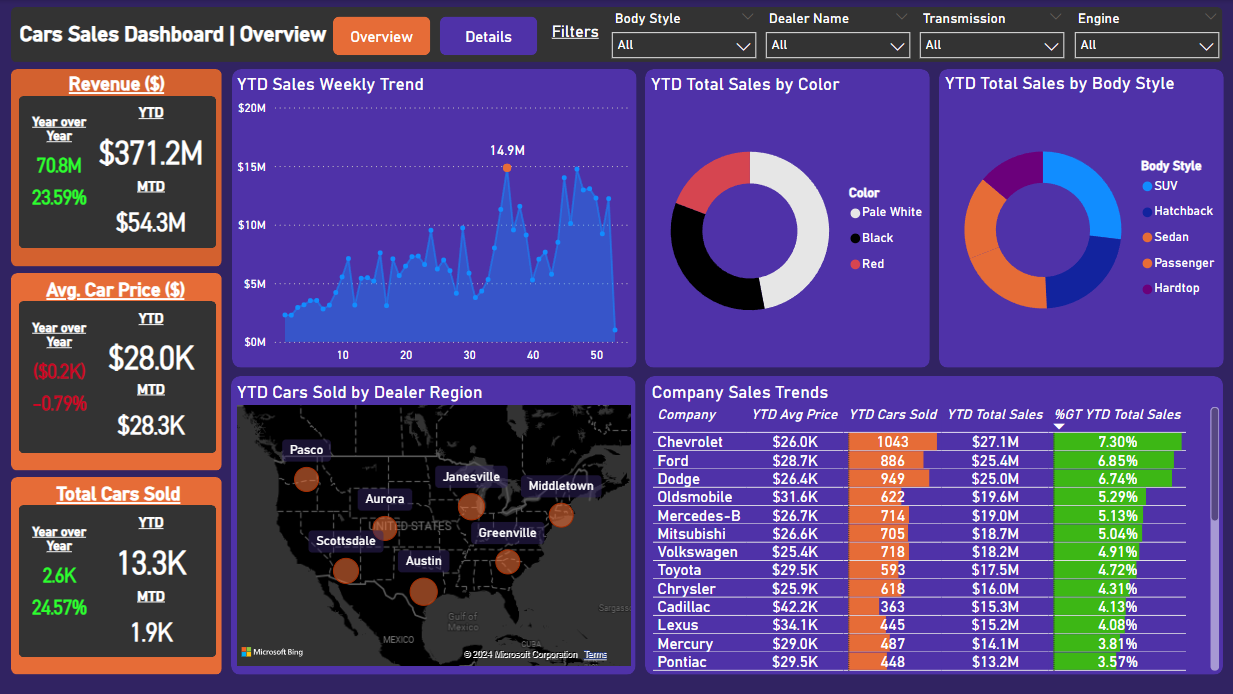 Cars Sales Dashboard | Overview
Overview
Details
Filters
Body Style
All
Dealer Name
All
Transmission
All
Engine
All
Revenue ($)
Year over
Year
70.8M
23.59%
YTD
$371.2M
MTD
$54.3M
Avg. Car Price ($)
Year over
Year
($0.2K)
-0.79%
YTD
$28.0K
MTD
$28.3K
Total Cars Sold
Year over
Year
2.6K
24.57%
YTD
13.3K
MTD
1.9K
YTD Sales Weekly Trend
$20M
$15M
$10M
$5M
$0M
14.9M
10 20 30 40 50
YTD Total Sales by Color
Color
Pale White
Black
Red
YTD Total Sales by Body Style
Body Style
SUV
Hatchback
Sedan
Passenger
Hardtop
YTD Cars Sold by Dealer Region
Pasco
Janesville
Middletown
Aurora
UNITED STATES
Greenville
Scottsdale
Austin
Gulf of
Mexico
MEXICO
CUBA
Microsoft Bing
© 2024 Microsoft Corporation Terms
Company Sales Trends
Company YTD Avg Price YTD Cars Sold YTD Total Sales %GT YTD Total Sales
Chevrolet $26.0K 1043 $27.1M 7.30%
Ford $28.7K 886 $25.4M 6.85%
Dodge $26.4K 949 $25.0M 6.74%
Oldsmobile $31.6K 622 $19.6M 5.29%
Mercedes-B $26.7K 714 $19.0M 5.13%
Mitsubishi $26.6K 705 $18.7M 5.04%
Volkswagen $25.4K 718 $18.2M 4.91%
Toyota $29.5K 593 $17.5M 4.72%
Chrysler $25.9K 618 $16.0M 4.31%
Cadillac $42.2K 363 $15.3M 4.13%
Lexus $34.1K 445 $15.2M 4.08%
Mercury $29.0K 487 $14.1M 3.81%
Pontiac $29.5K 448 $13.2M 3.57%